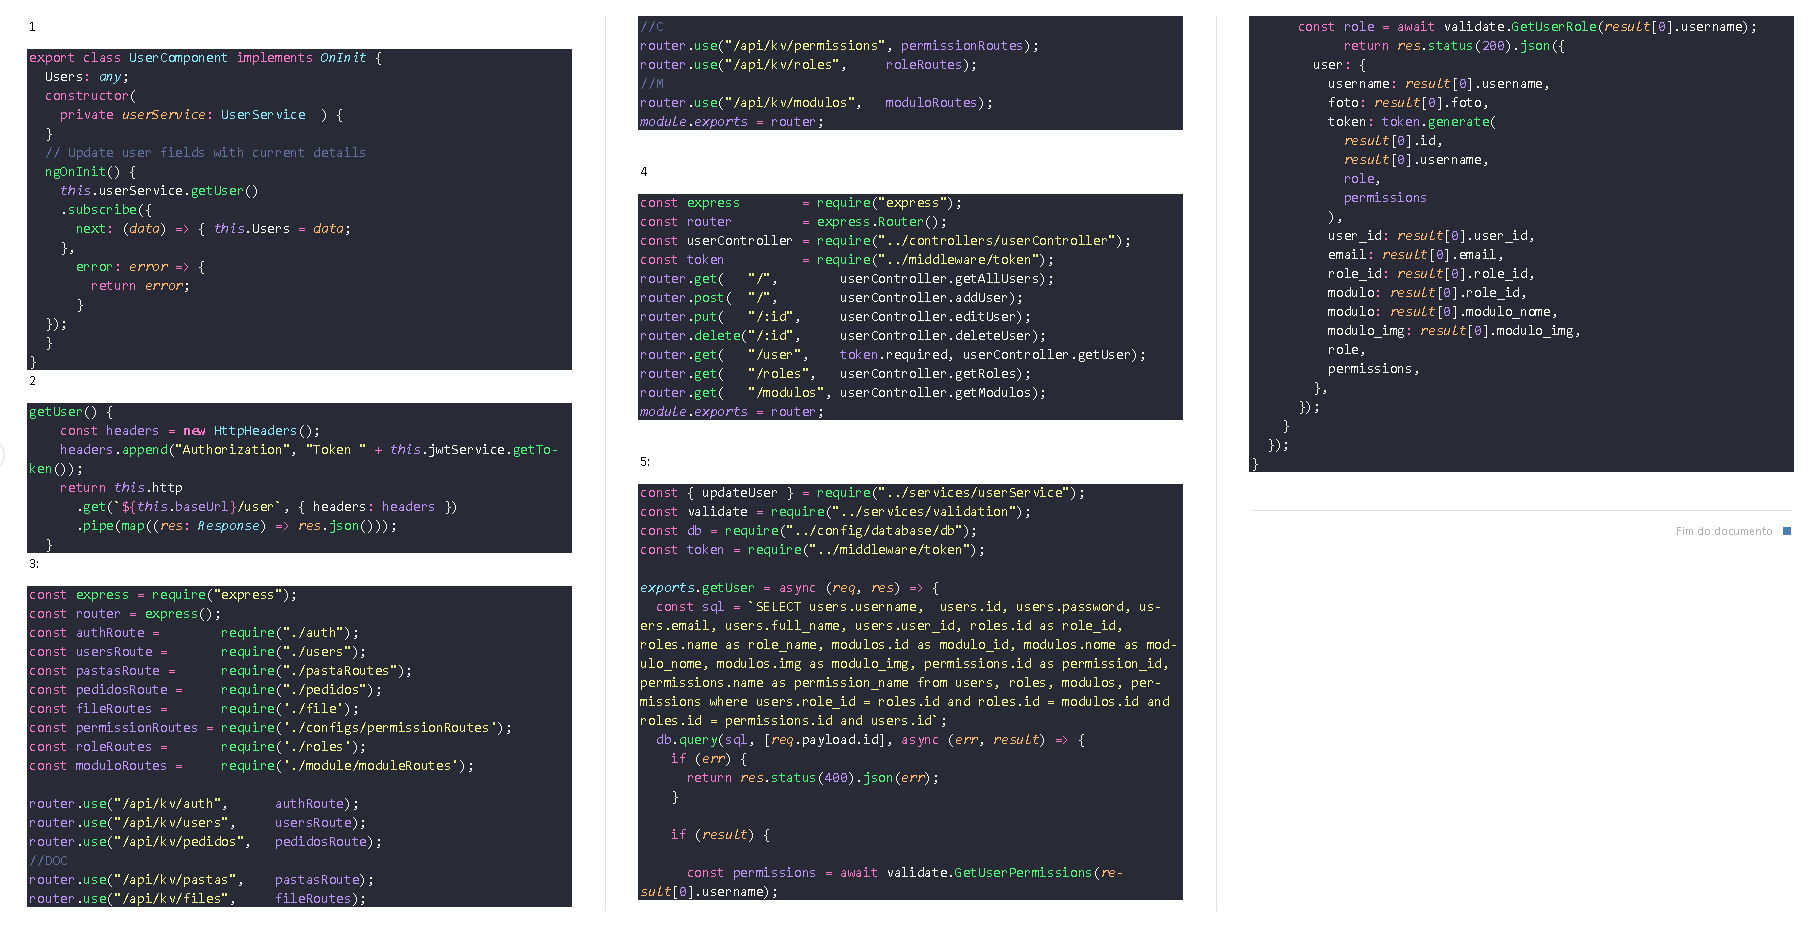 1
export class UserComponent implements OnInit {
  Users: any;
  constructor(
    private userService: UserService  ) {
  }
  // Update user fields with current details
  ngOnInit() {
    this.userService.getUser()
    .subscribe({
      next: (data) => { this.Users = data;
    },
      error: error => {
        return error;
      }
  });
  }
}
2
getUser() {
    const headers = new HttpHeaders();
    headers.append("Authorization", "Token " + this.jwtService.getTo-
ken());
    return this.http
      .get(`${this.baseUrl}/user`, { headers: headers })
      .pipe(map((res: Response) => res.json()));
  }
3:
const express = require("express");
const router = express();
const authRoute =        require("./auth");
const usersRoute =       require("./users");
const pastasRoute =      require("./pastaRoutes");
const pedidosRoute =     require("./pedidos");
const fileRoutes =       require('./file');
const permissionRoutes = require('./configs/permissionRoutes');
const roleRoutes =       require('./roles');
const moduloRoutes =     require('./module/moduleRoutes');
router.use("/api/kv/auth",      authRoute);
router.use("/api/kv/users",     usersRoute);
router.use("/api/kv/pedidos",   pedidosRoute);
//DOC
router.use("/api/kv/pastas",    pastasRoute);
router.use("/api/kv/files",     fileRoutes);
//C
router.use("/api/kv/permissions", permissionRoutes);
router.use("/api/kv/roles",     roleRoutes);
//M
router.use("/api/kv/modulos",   moduloRoutes);
module.exports = router;
4
const express        = require("express");
const router         = express.Router();
const userController = require("../controllers/userController");
const token          = require("../middleware/token");
router.get(   "/",        userController.getAllUsers);
router.post(  "/",        userController.addUser);
router.put(   "/:id",     userController.editUser);
router.delete("/:id",     userController.deleteUser);
router.get(   "/user",    token.required, userController.getUser);
router.get(   "/roles",   userController.getRoles);
router.get(   "/modulos", userController.getModulos);
module.exports = router;
5:
const { updateUser } = require("../services/userService");
const validate = require("../services/validation");
const db = require("../config/database/db");
const token = require("../middleware/token");
exports.getUser = async (req, res) => {
  const sql = `SELECT users.username,  users.id, users.password, us-
ers.email, users.full_name, users.user_id, roles.id as role_id,
roles.name as role_name, modulos.id as modulo_id, modulos.nome as mod-
ulo_nome, modulos.img as modulo_img, permissions.id as permission_id,
permissions.name as permission_name from users, roles, modulos, per-
missions where users.role_id = roles.id and roles.id = modulos.id and
roles.id = permissions.id and users.id`;
  db.query(sql, [req.payload.id], async (err, result) => {
    if (err) {
      return res.status(400).json(err);
    }
    if (result) {
      const permissions = await validate.GetUserPermissions(re-
sult[0].username);
      const role = await validate.GetUserRole(result[0].username);
            return res.status(200).json({
        user: {
          username: result[0].username,
          foto: result[0].foto,
          token: token.generate(
            result[0].id,
            result[0].username,
            role,
            permissions
          ),
          user_id: result[0].user_id,
          email: result[0].email,
          role_id: result[0].role_id,
          modulo: result[0].role_id,
          modulo: result[0].modulo_nome,
          modulo_img: result[0].modulo_img,
          role,
          permissions,
        },
      });
    }
  });
}
Fim do documento